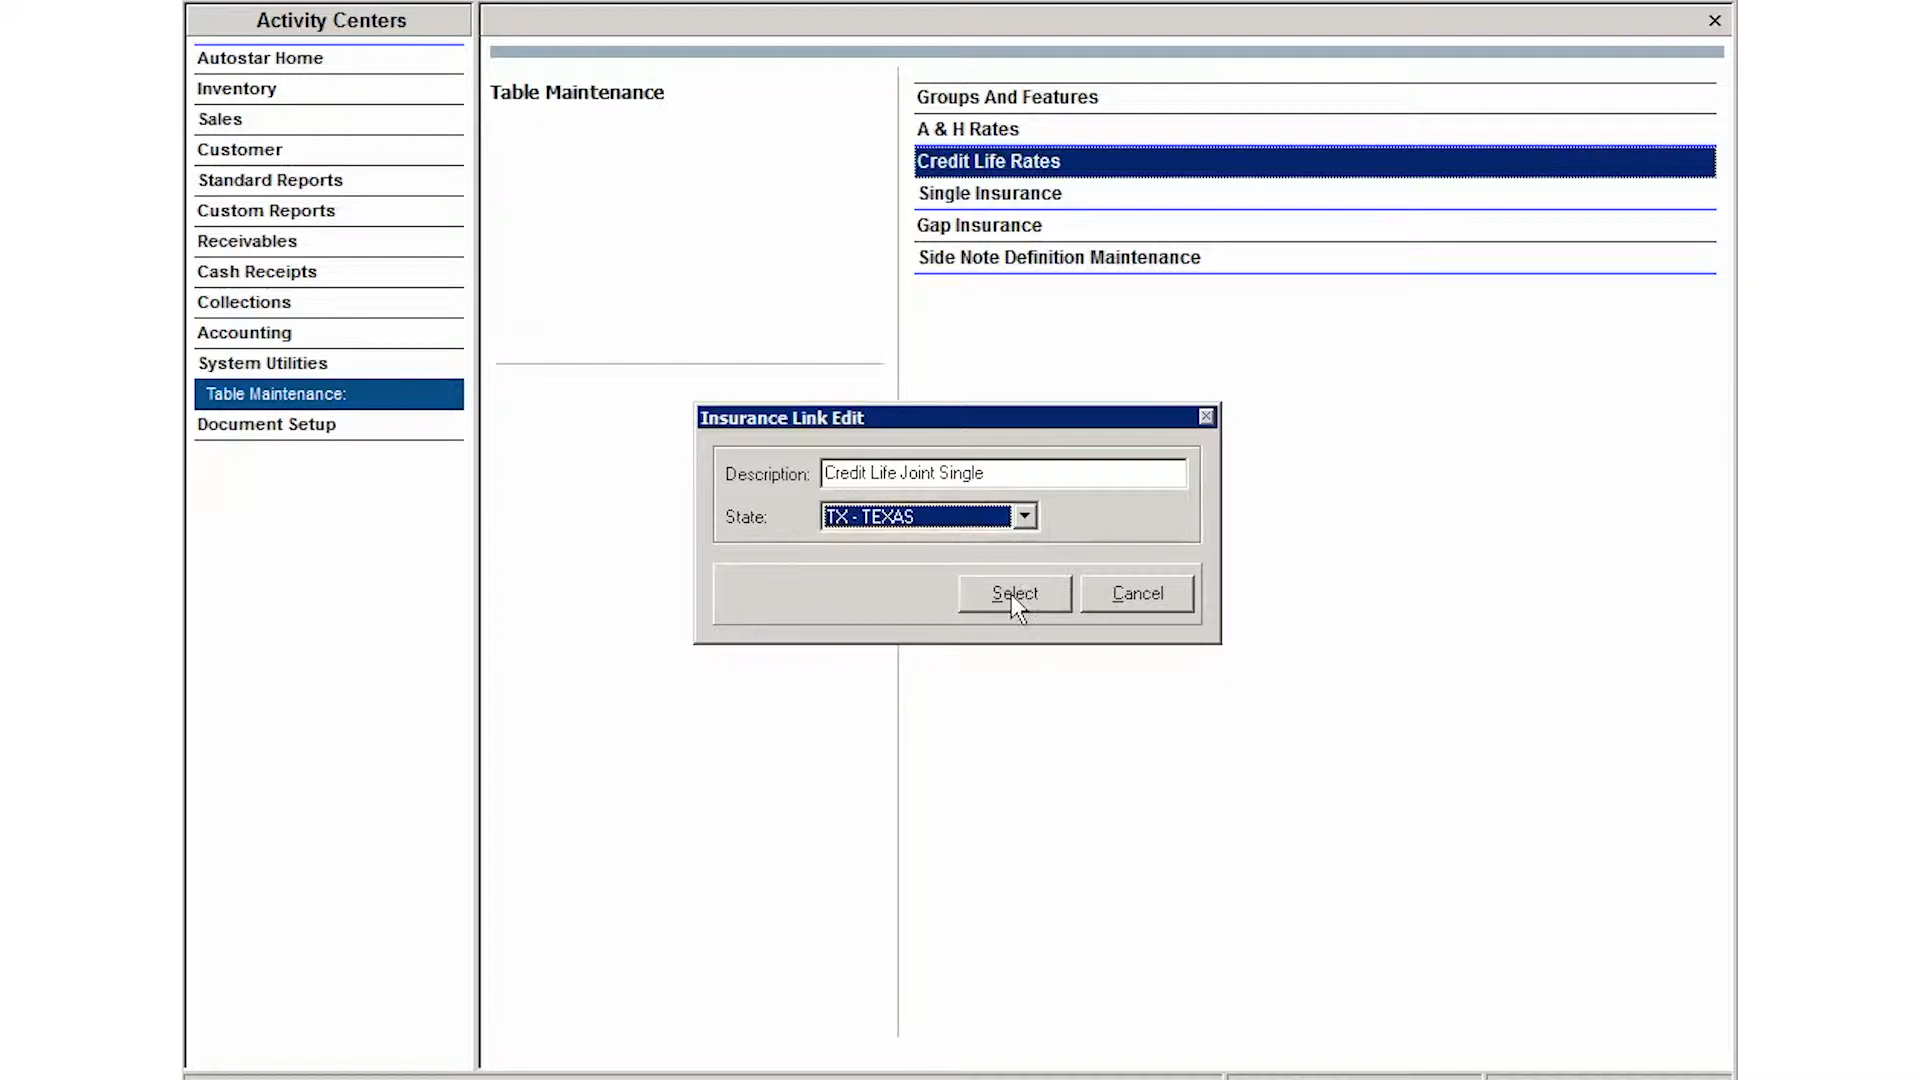 Activity Centers
Autostar Home
Inventory
Sales
Customer
Standard Reports
Custom Reports
Receivables
Cash Receipts
Collections
Accounting
System Utilities
Table Maintenance:
Document Setup
Table Maintenance
Groups And Features
A & H Rates
Credit Life Rates
Single Insurance
Gap Insurance
Side Note Definition Maintenance
Insurance Link Edit
Description: Credit Life Joint Single
State: TX - TEXAS
Select Cancel